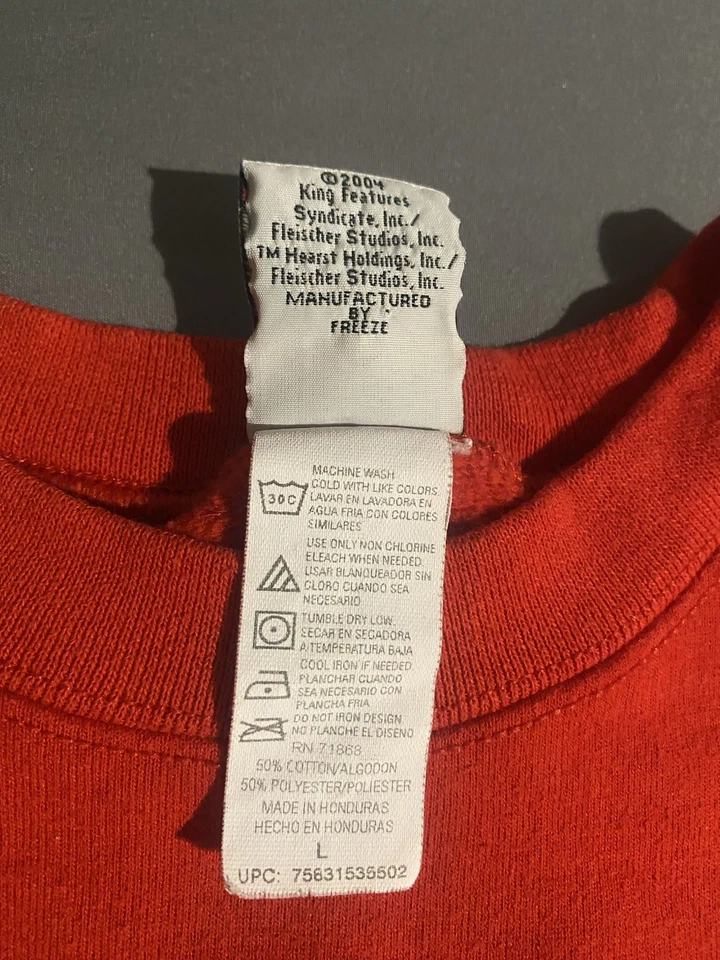 ©2004
King Features
Syndicate, Inc./
Fleischer Studios, Inc.
TM Hearst Holdings, Inc./
Fleischer Studios, Inc.
MANUFACTURED
BY
FREEZE
30C
MACHINE WASH
COLD WITH LIKE COLORS
LAVAR EN LAVADORA EN
AGUA FRIA CON COLORES
SIMILARES
USE ONLY NON CHLORINE
BLEACH WHEN NEEDED
USAR BLANQUEADOR SIN
CLORO CUANDO SEA
NECESARIO
TUMBLE DRY LOW.
SECAR EN SECADORA
A TEMPERATURA BAJA
COOL IRON IF NEEDED.
PLANCHAR CUANDO
SEA NECESARIO CON
PLANCHA FRIA
DO NOT IRON DESIGN.
NO PLANCHE EL DISENO
RN 71868
50% COTTON/ALGODON
50% POLYESTER/POLIESTER
MADE IN HONDURAS
HECHO EN HONDURAS
L
UPC: 75831535502